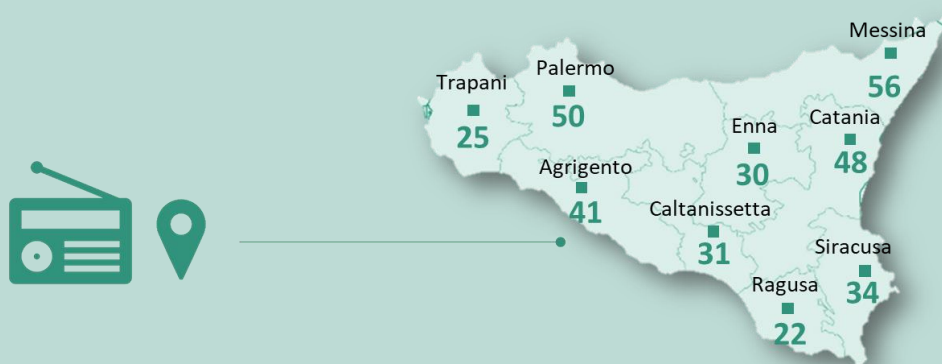 Messina
56
Palermo
50
Trapani
25
Catania
48
Enna
30
Agrigento
41
Caltanissetta
31
Siracusa
34
Ragusa
22